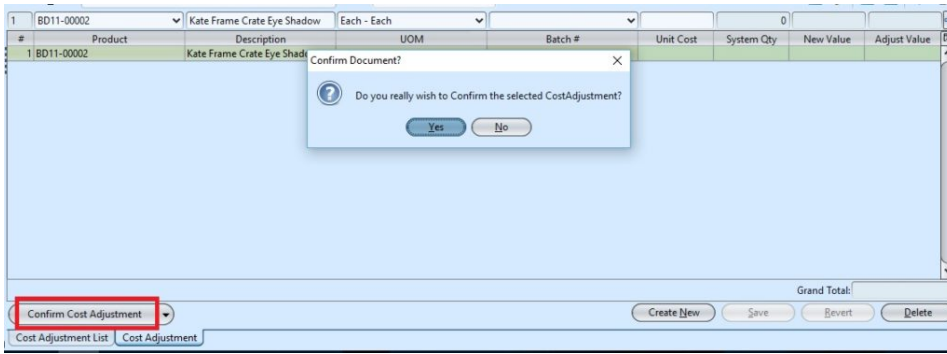 1 BD11-00002 Kate Frame Crate Eye Shadow Each - Each 0
# Product Description UOM Batch # Unit Cost System Qty New Value Adjust Value
1 BD11-00002 Kate Frame Crate Eye Shado
Confirm Document?
Do you really wish to Confirm the selected CostAdjustment?
Yes No
Grand Total:
Confirm Cost Adjustment Create New Save Revert Delete
Cost Adjustment List Cost Adjustment